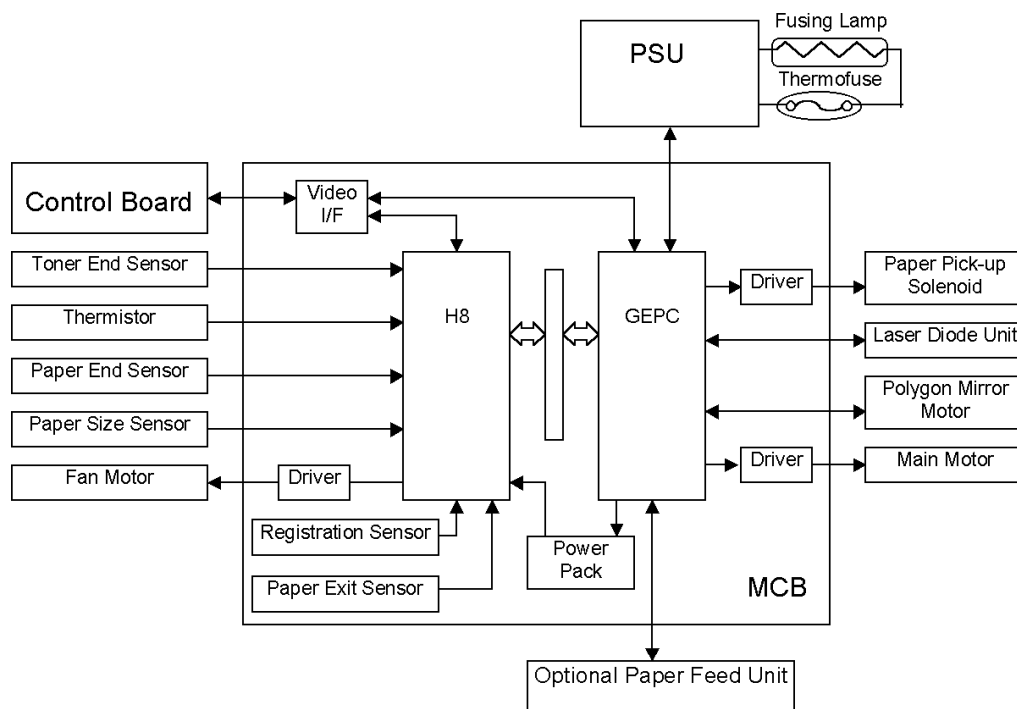 Fusing Lamp
PSU
Thermofuse
Control Board
Video
I/F
Toner End Sensor
Thermistor
Paper End Sensor
Paper Size Sensor
Fan Motor
Driver
H8
GEPC
Driver
Paper Pick-up
Solenoid
Laser Diode Unit
Polygon Mirror
Motor
Driver
Main Motor
Registration Sensor
Paper Exit Sensor
Power
Pack
MCB
Optional Paper Feed Unit